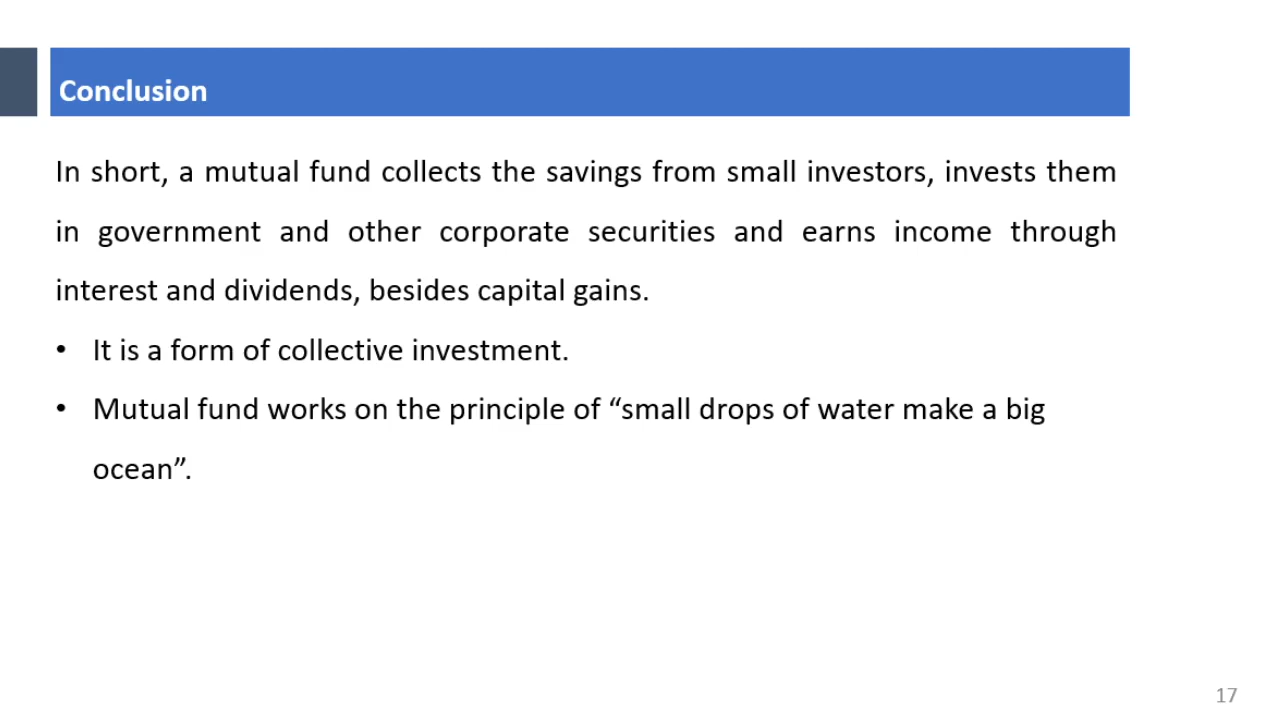 Conclusion
In short, a mutual fund collects the savings from small investors, invests them
in government and other corporate securities and earns income through
interest and dividends, besides capital gains.
• It is a form of collective investment.
• Mutual fund works on the principle of “small drops of water make a big
ocean”.
17